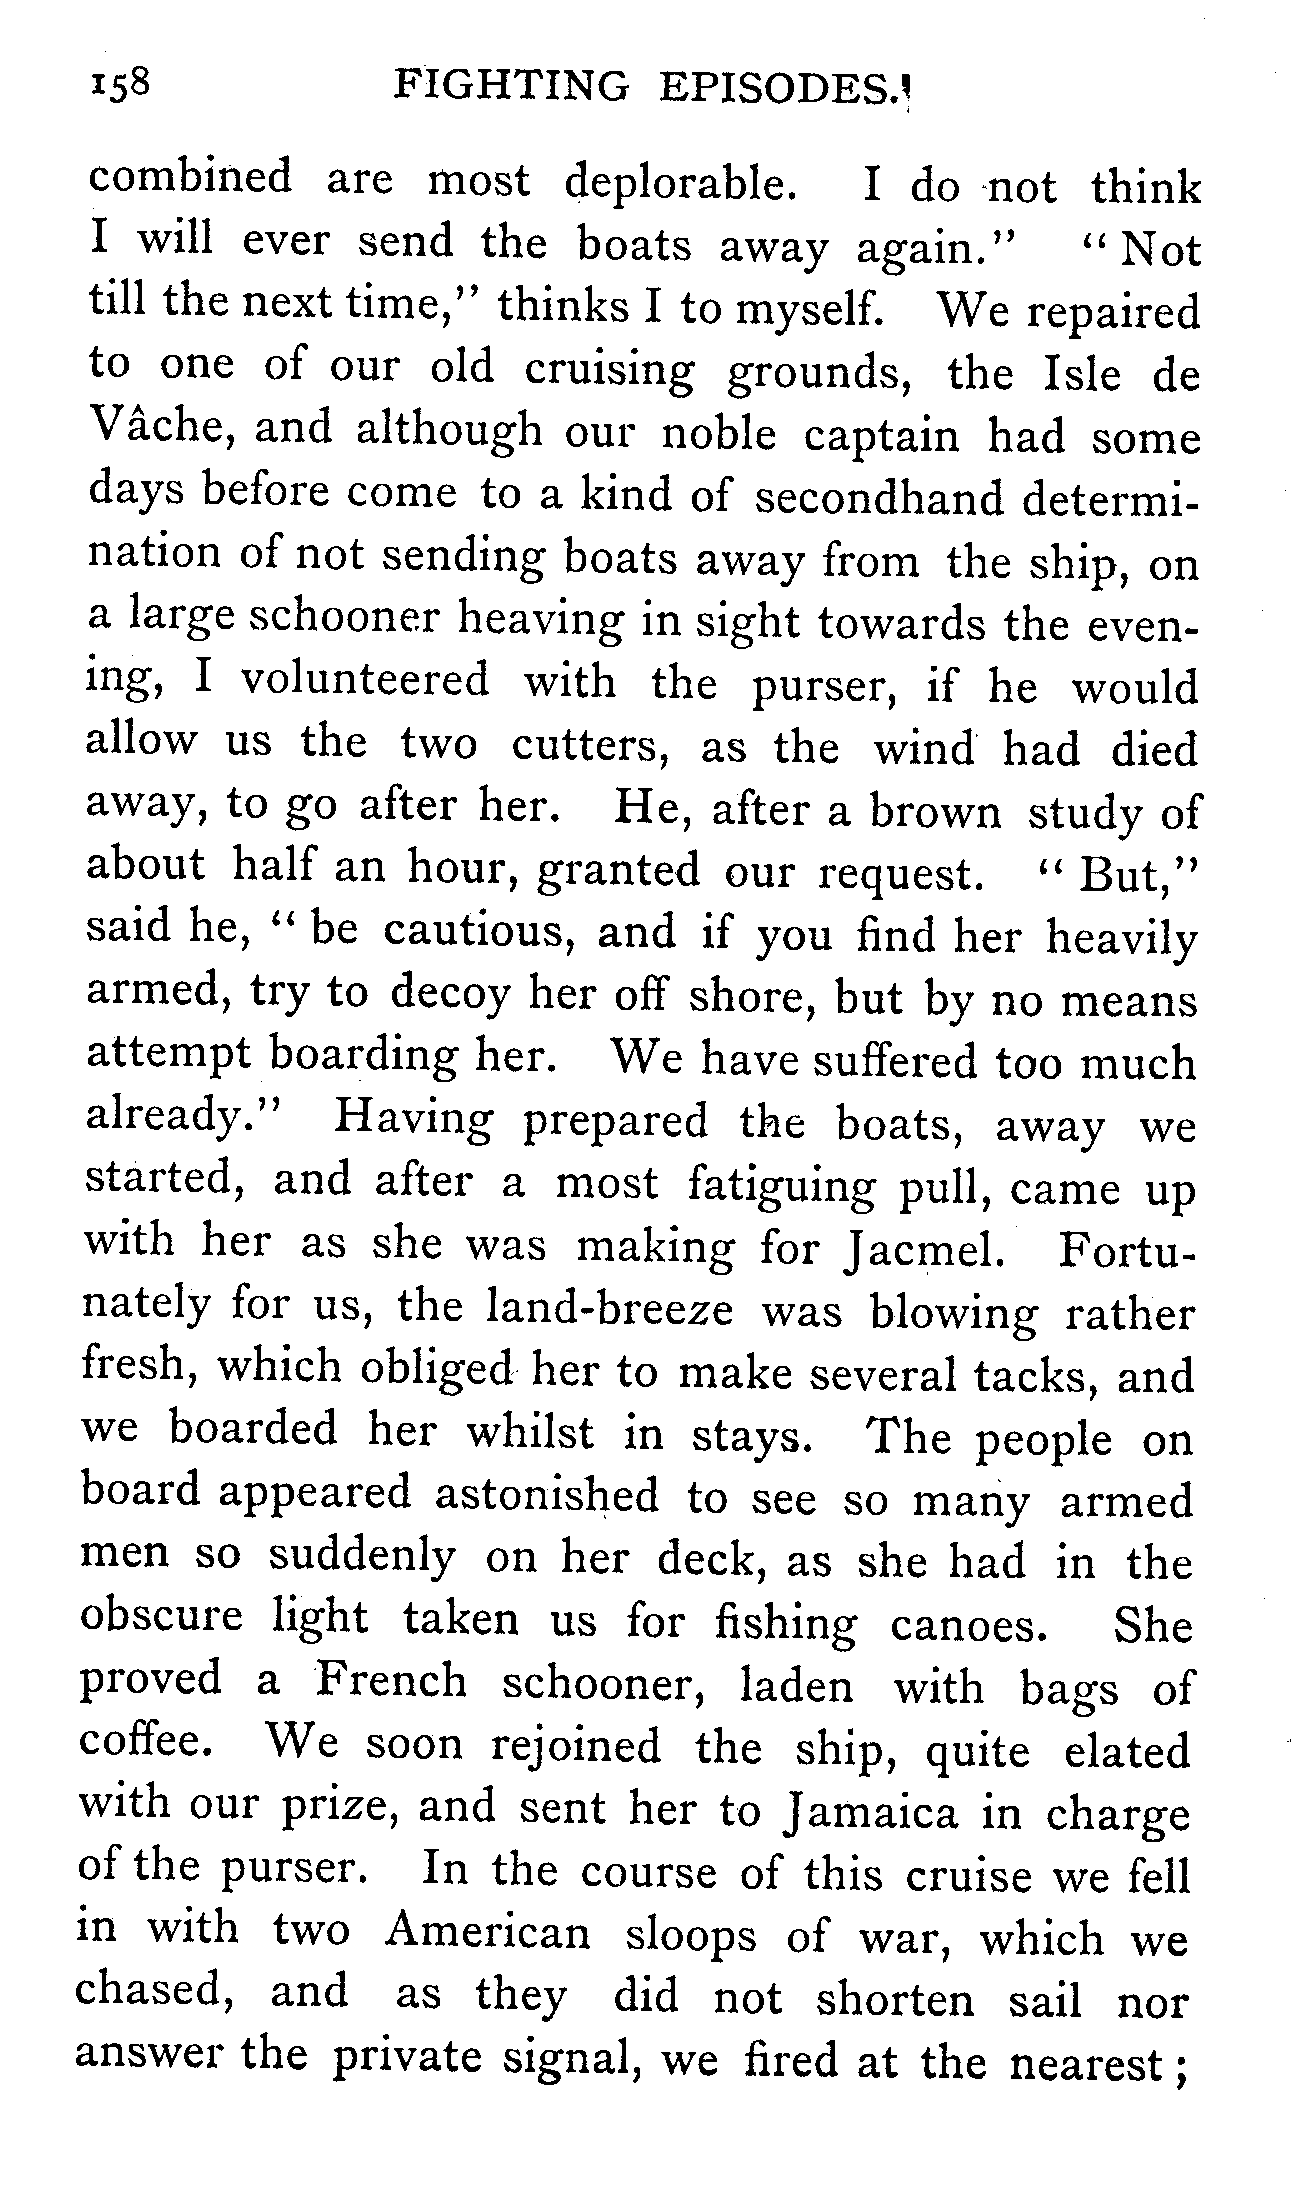 158 FIGHTING EPISODES.
combined are most deplorable. I do not think
I will ever send the boats away again." "Not
till the next time," thinks I to myself. We repaired
to one of our old cruising grounds, the Isle de
Vâche, and although our noble captain had some
days before come to a kind of secondhand determi-
nation of not sending boats away from the ship, on
a large schooner heaving in sight towards the even-
ing, I volunteered with the purser, if he would
allow us the two cutters, as the wind had died
away, to go after her. He, after a brown study of
about half an hour, granted our request. "But,"
said he, "be cautious, and if you find her heavily
armed, try to decoy her off shore, but by no means
attempt boarding her. We have suffered too much
already." Having prepared the boats, away we
started, and after a most fatiguing pull, came up
with her as she was making for Jacmel. Fortu-
nately for us, the land-breeze was blowing rather
fresh, which obliged her to make several tacks, and
we boarded her whilst in stays. The people on
board appeared astonished to see so many armed
men so suddenly on her deck, as she had in the
obscure light taken us for fishing canoes. She
proved a French schooner, laden with bags of
coffee. We soon rejoined the ship, quite elated
with our prize, and sent her to Jamaica in charge
of the purser. In the course of this cruise we fell
in with two American sloops of war, which we
chased, and as they did not shorten sail nor
answer the private signal, we fired at the nearest;